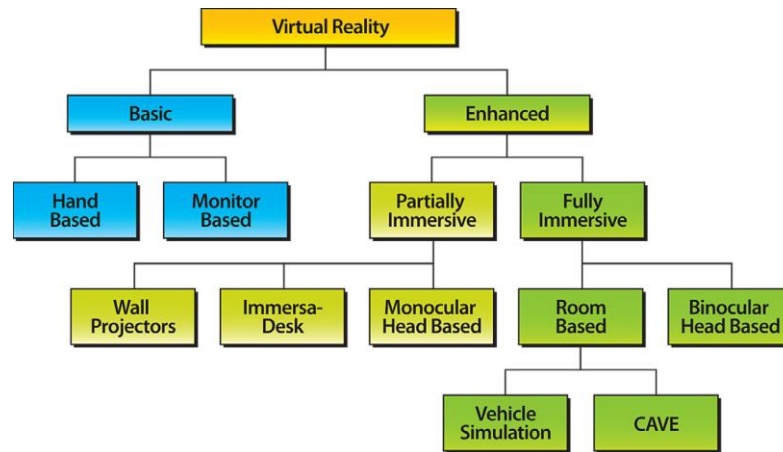 Virtual Reality
Basic
Enhanced
Hand
Based
Monitor
Based
Partially
Immersive
Fully
Immersive
Wall
Projectors
Immersa-
Desk
Monocular
Head Based
Room
Based
Binocular
Head Based
Vehicle
Simulation
CAVE